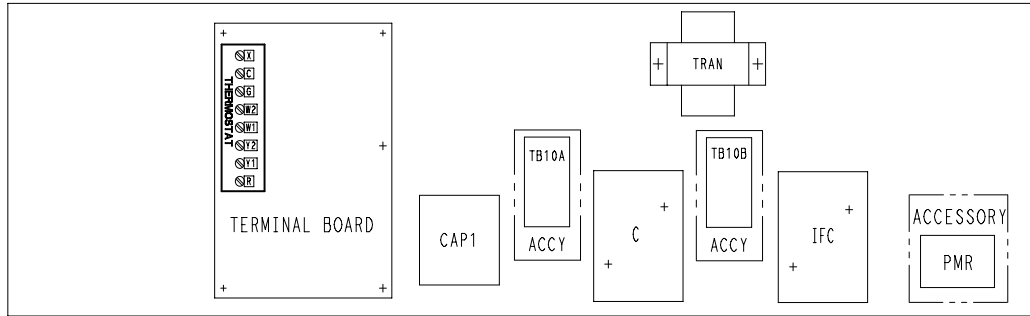 X
C
G
W2
W1
Y2
Y1
R
THERMOSTAT
TERMINAL BOARD
CAP1
TB10A
ACCY
C
TRAN
TB10B
ACCY
IFC
ACCESSORY
PMR